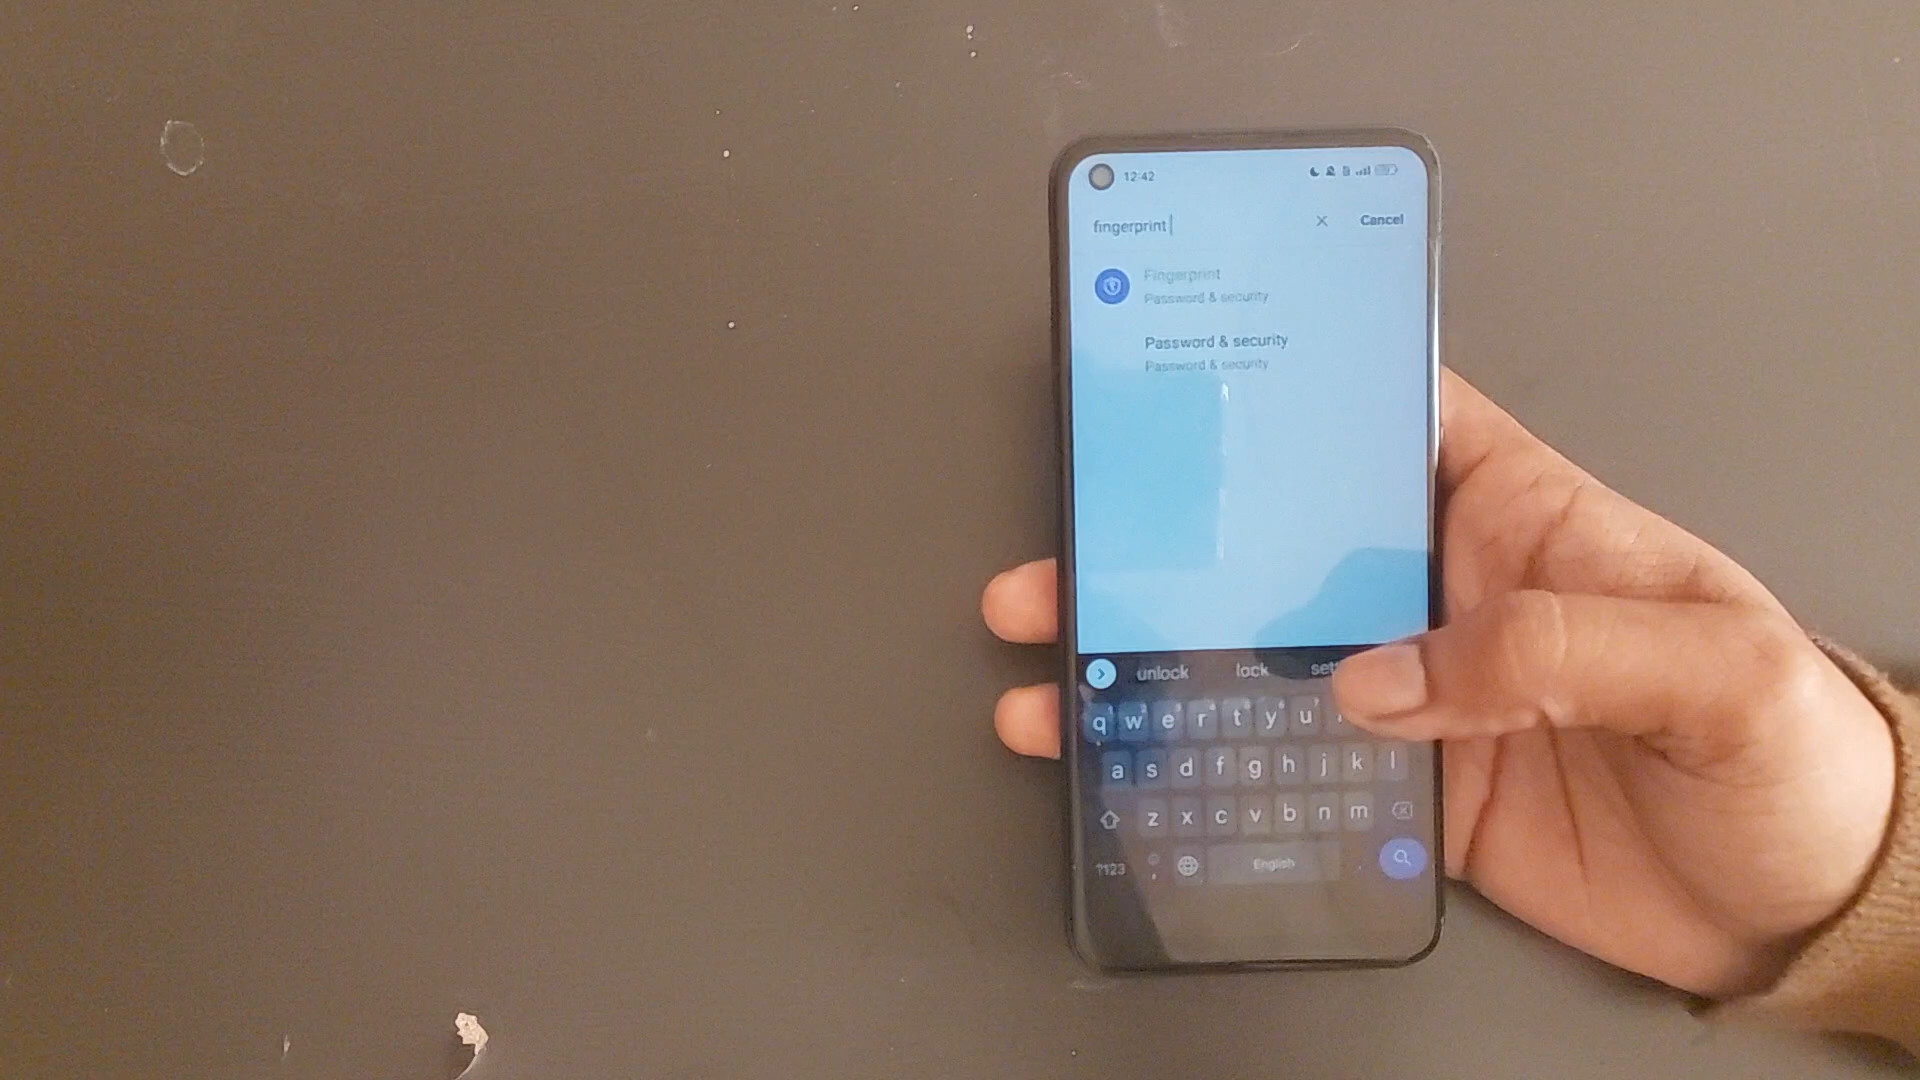 12:42
fingerprint
Cancel
Fingerprint
Password & security
Password & security
Password & security
unlock lock
q w e r t y u
a s d f g h j k l
z x c v b n m
?123 English